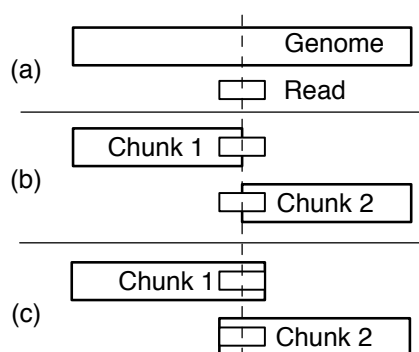 Genome
(a)
Read
Chunk 1
(b)
Chunk 2
Chunk 1
(c)
Chunk 2